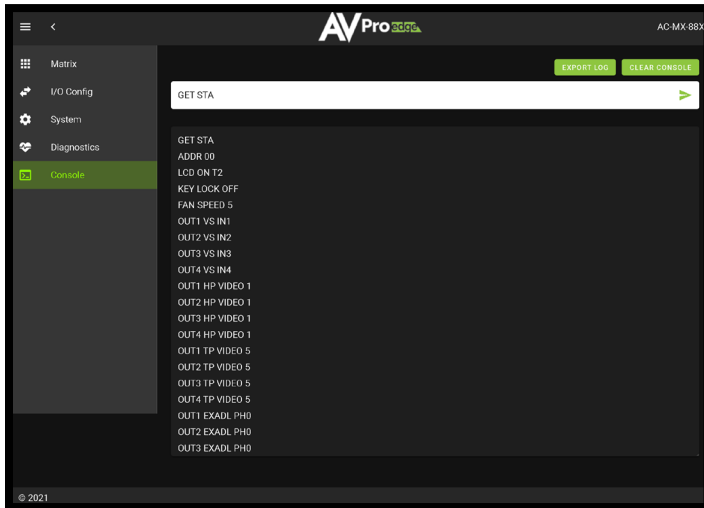 AVPro edge
AC-MX-88X
Matrix
I/O Config
System
Diagnostics
Console
EXPORT LOG
CLEAR CONSOLE
GET STA
GET STA
ADDR 00
LCD ON T2
KEY LOCK OFF
FAN SPEED 5
OUT1 VS IN1
OUT2 VS IN2
OUT3 VS IN3
OUT4 VS IN4
OUT1 HP VIDEO 1
OUT2 HP VIDEO 1
OUT3 HP VIDEO 1
OUT4 HP VIDEO 1
OUT1 TP VIDEO 5
OUT2 TP VIDEO 5
OUT3 TP VIDEO 5
OUT4 TP VIDEO 5
OUT1 EXADL PH0
OUT2 EXADL PH0
OUT3 EXADL PH0
© 2021